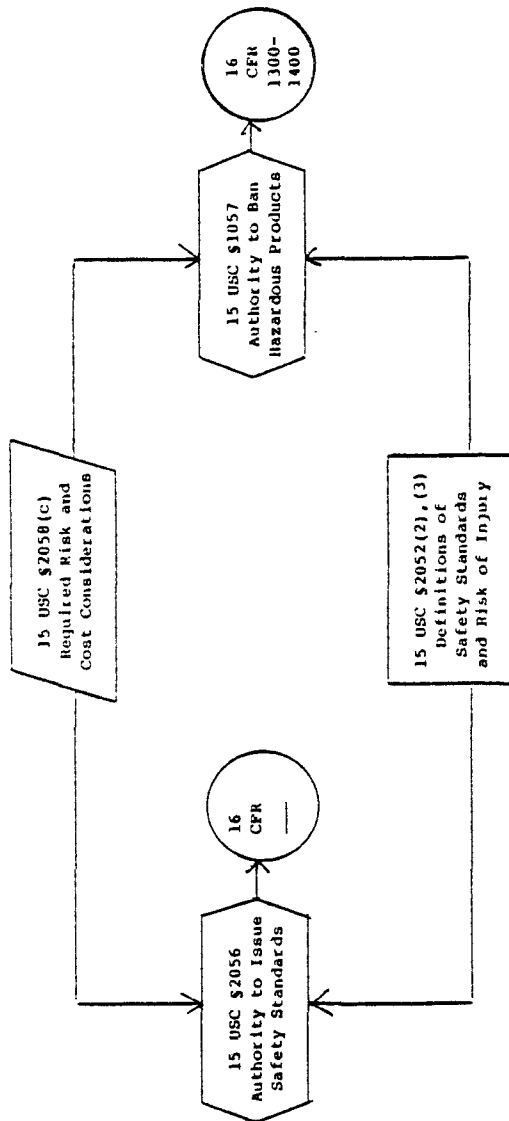 15 USC §2058(c)
Required Risk and
Cost Considerations
15 USC §2056
Authority to Issue
Safety Standards
16
CFR
15 USC §1057
Authority to Ban
Hazardous Products
16
CFR
1300-
1400
15 USC §2052(2),(3)
Definitions of
Safety Standards
and Risk of Injury